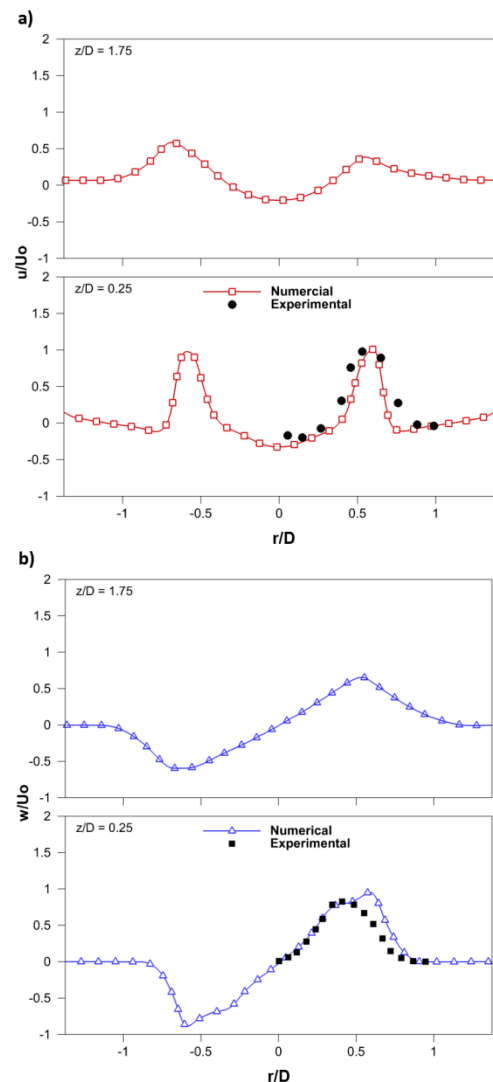 a)
2
z/D = 1.75
1.5
1
0.5
0
-0.5
-1
u/Uo
2
z/D = 0.25
Numercial
1.5
Experimental
1
0.5
0
-0.5
-1
-1 -0.5 0 0.5 1
r/D
b)
2
z/D = 1.75
1.5
1
0.5
0
-0.5
-1
w/Uo
2
z/D = 0.25
Numerical
1.5
Experimental
1
0.5
0
-0.5
-1
-1 -0.5 0 0.5 1
r/D